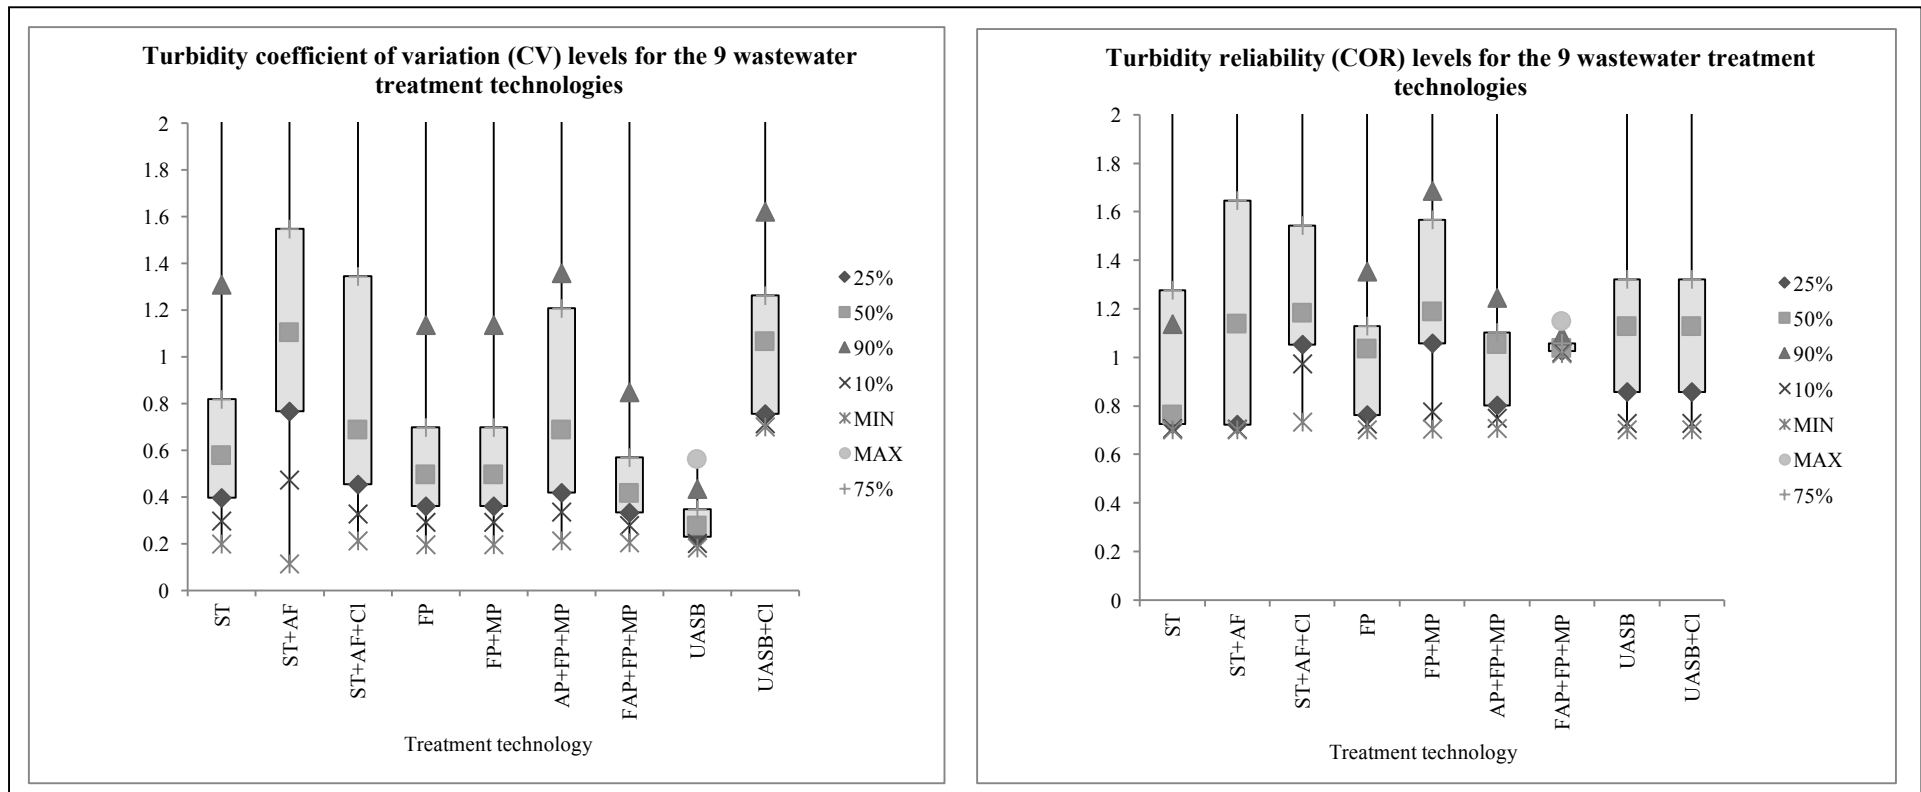 Turbidity coefficient of variation (CV) levels for the 9 wastewater
treatment technologies
2
1.8
1.6
1.4
1.2
1
0.8
0.6
0.4
0.2
0
ST
ST+AF
ST+AF+Cl
FP
FP+MP
AP+FP+MP
FAP+FP+MP
UASB
UASB+Cl
Treatment technology
25%
50%
90%
10%
MIN
MAX
75%
Turbidity reliability (COR) levels for the 9 wastewater treatment
technologies
2
1.8
1.6
1.4
1.2
1
0.8
0.6
0.4
0.2
0
ST
ST+AF
ST+AF+Cl
FP
FP+MP
AP+FP+MP
FAP+FP+MP
UASB
UASB+Cl
Treatment technology
25%
50%
90%
10%
MIN
MAX
75%